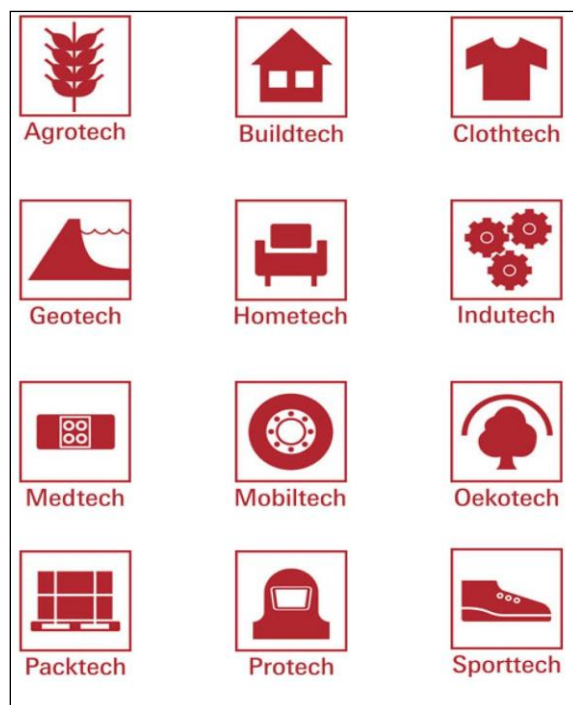 Agrotech
Buildtech
Clothtech
Geotech
Hometech
Indutech
Medtech
Mobiltech
Oekotech
Packtech
Protech
Sporttech